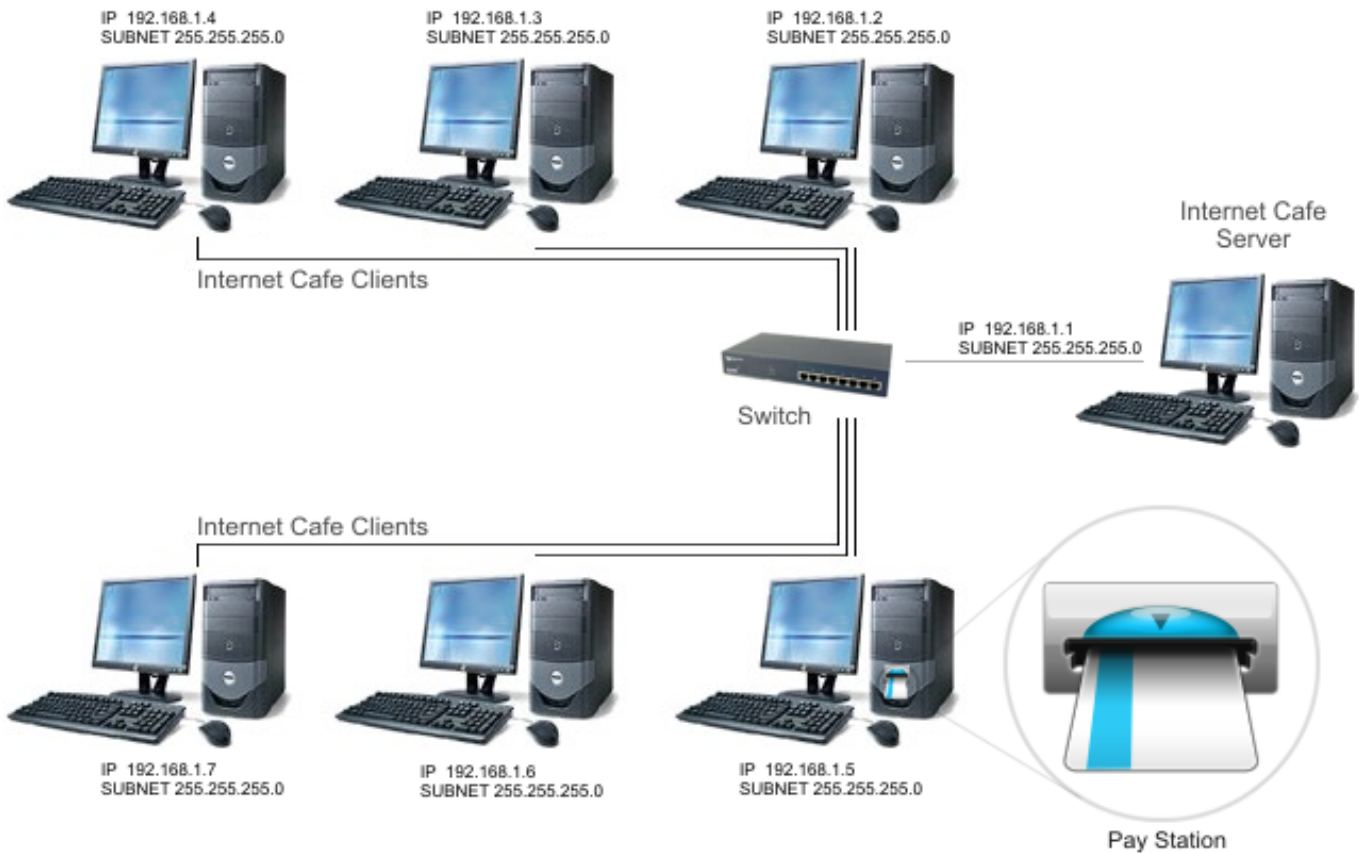 IP 192.168.1.4
SUBNET 255.255.255.0
IP 192.168.1.3
SUBNET 255.255.255.0
IP 192.168.1.2
SUBNET 255.255.255.0
Internet Cafe
Server
Internet Cafe Clients
IP 192.168.1.1
SUBNET 255.255.255.0
Switch
Internet Cafe Clients
IP 192.168.1.7
SUBNET 255.255.255.0
IP 192.168.1.6
SUBNET 255.255.255.0
IP 192.168.1.5
SUBNET 255.255.255.0
Pay Station